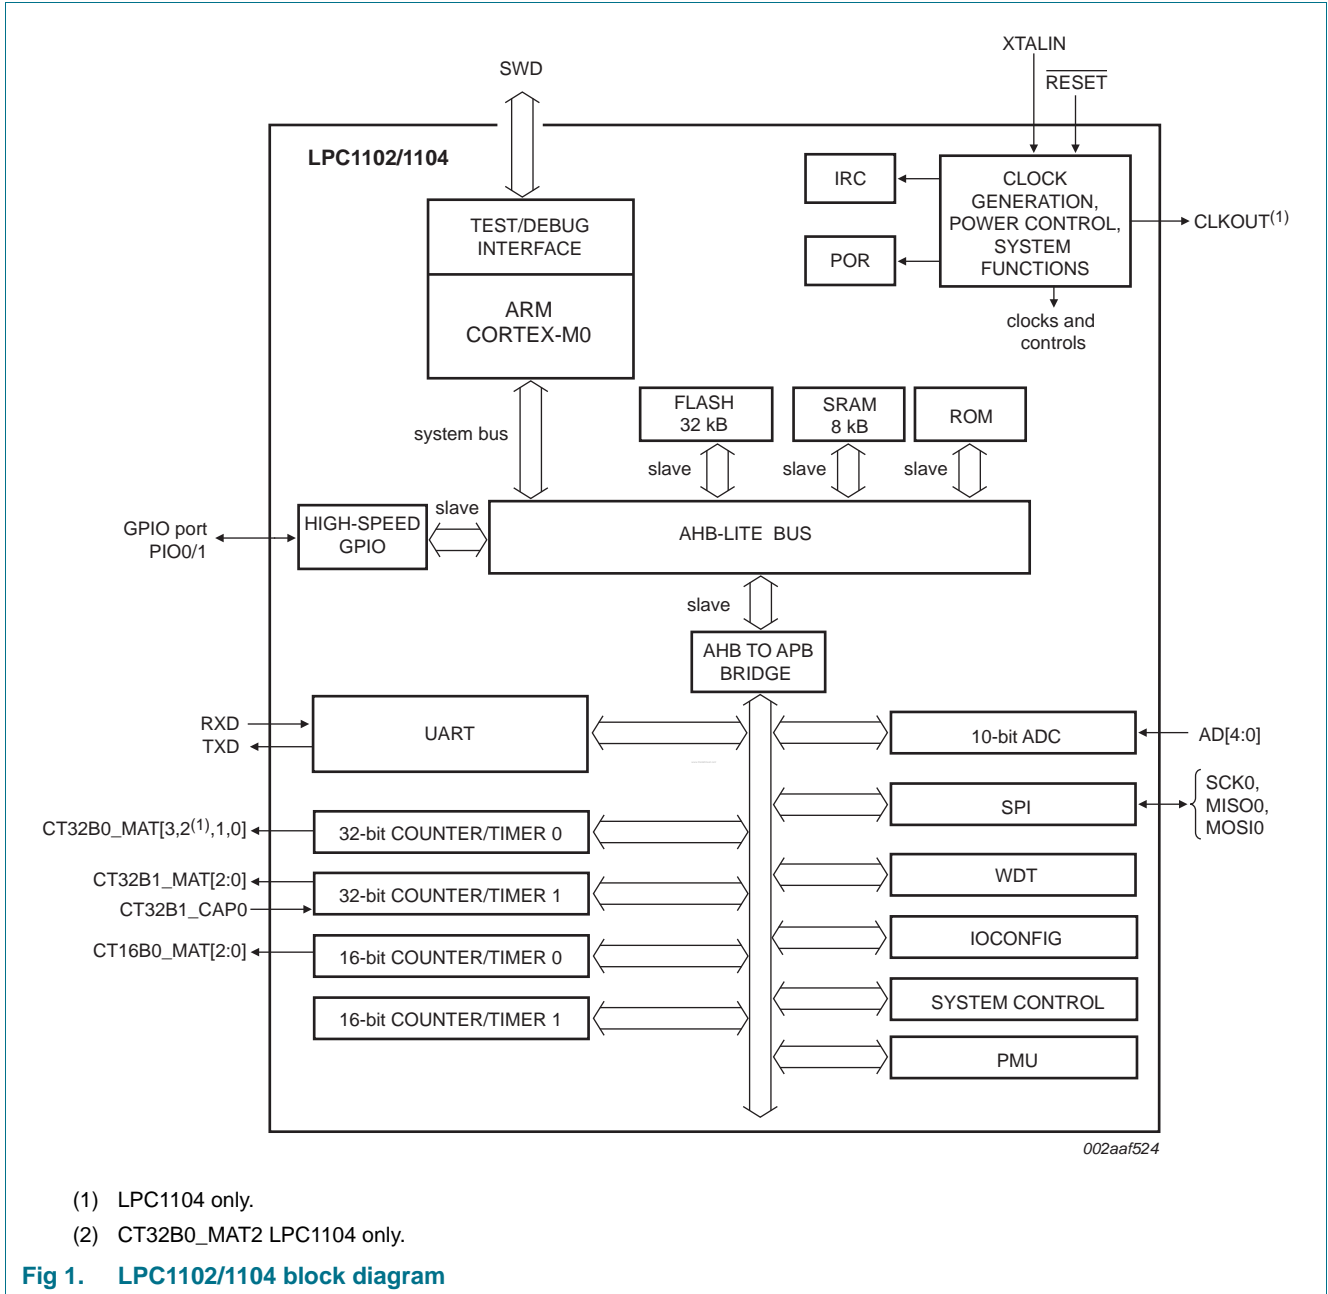 XTALIN
SWD
RESET
LPC1102/1104
IRC
CLOCK
GENERATION,
POWER CONTROL,
SYSTEM
FUNCTIONS
CLKOUT(1)
POR
TEST/DEBUG
INTERFACE
ARM
CORTEX-M0
clocks and
controls
FLASH
32 kB
SRAM
8 kB
ROM
system bus
slave
slave
slave
slave
GPIO port
PIO0/1
HIGH-SPEED
GPIO
AHB-LITE BUS
slave
AHB TO APB
BRIDGE
RXD
TXD
UART
10-bit ADC
AD[4:0]
SPI
SCK0,
MISO0,
MOSI0
CT32B0_MAT[3,2(1),1,0]
32-bit COUNTER/TIMER 0
WDT
CT32B1_MAT[2:0]
CT32B1_CAP0
32-bit COUNTER/TIMER 1
IOCONFIG
CT16B0_MAT[2:0]
16-bit COUNTER/TIMER 0
SYSTEM CONTROL
16-bit COUNTER/TIMER 1
PMU
002aaf524
(1) LPC1104 only.
(2) CT32B0_MAT2 LPC1104 only.
Fig 1. LPC1102/1104 block diagram